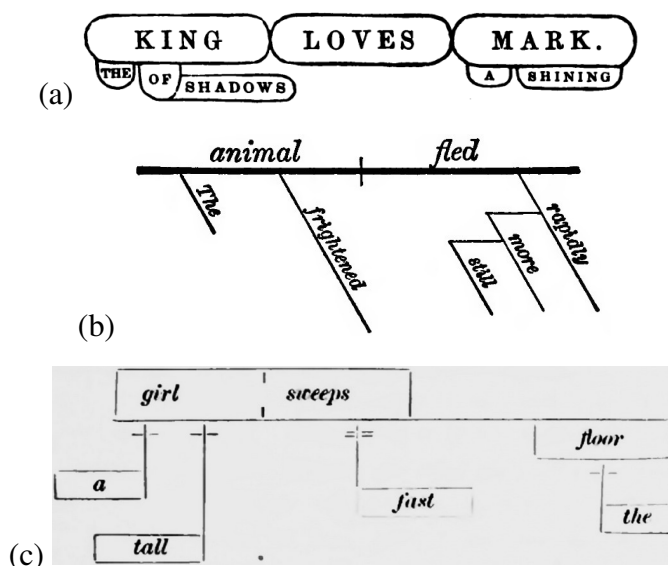 KING LOVES MARK.
THE OF SHADOWS A SHINING
(a)
animal fled
The frightened still more rapidly
(b)
girl sweeps
floor
a fast the
tall
(c)